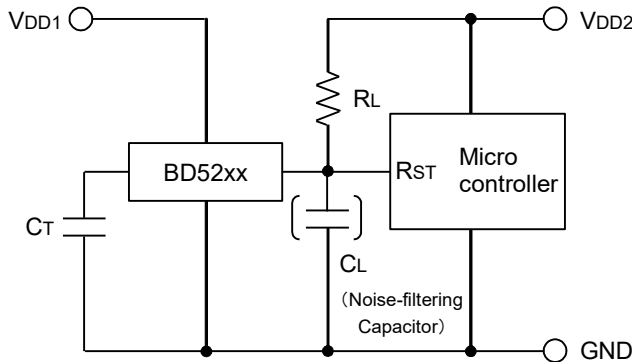 VDD1
VDD2
RL
BD52xx
RST
Micro
controller
CT
CL
（Noise-filtering
Capacitor）
GND